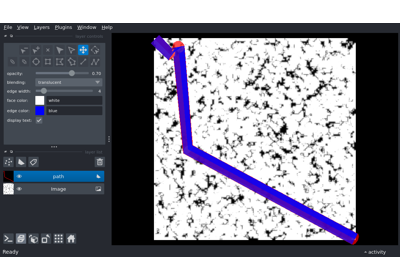 File View Layers Plugins Window Help
opacity: 0.70
blending: translucent
edge width:
face color: white
edge color: blue
display text:
path
Image
Ready
activity